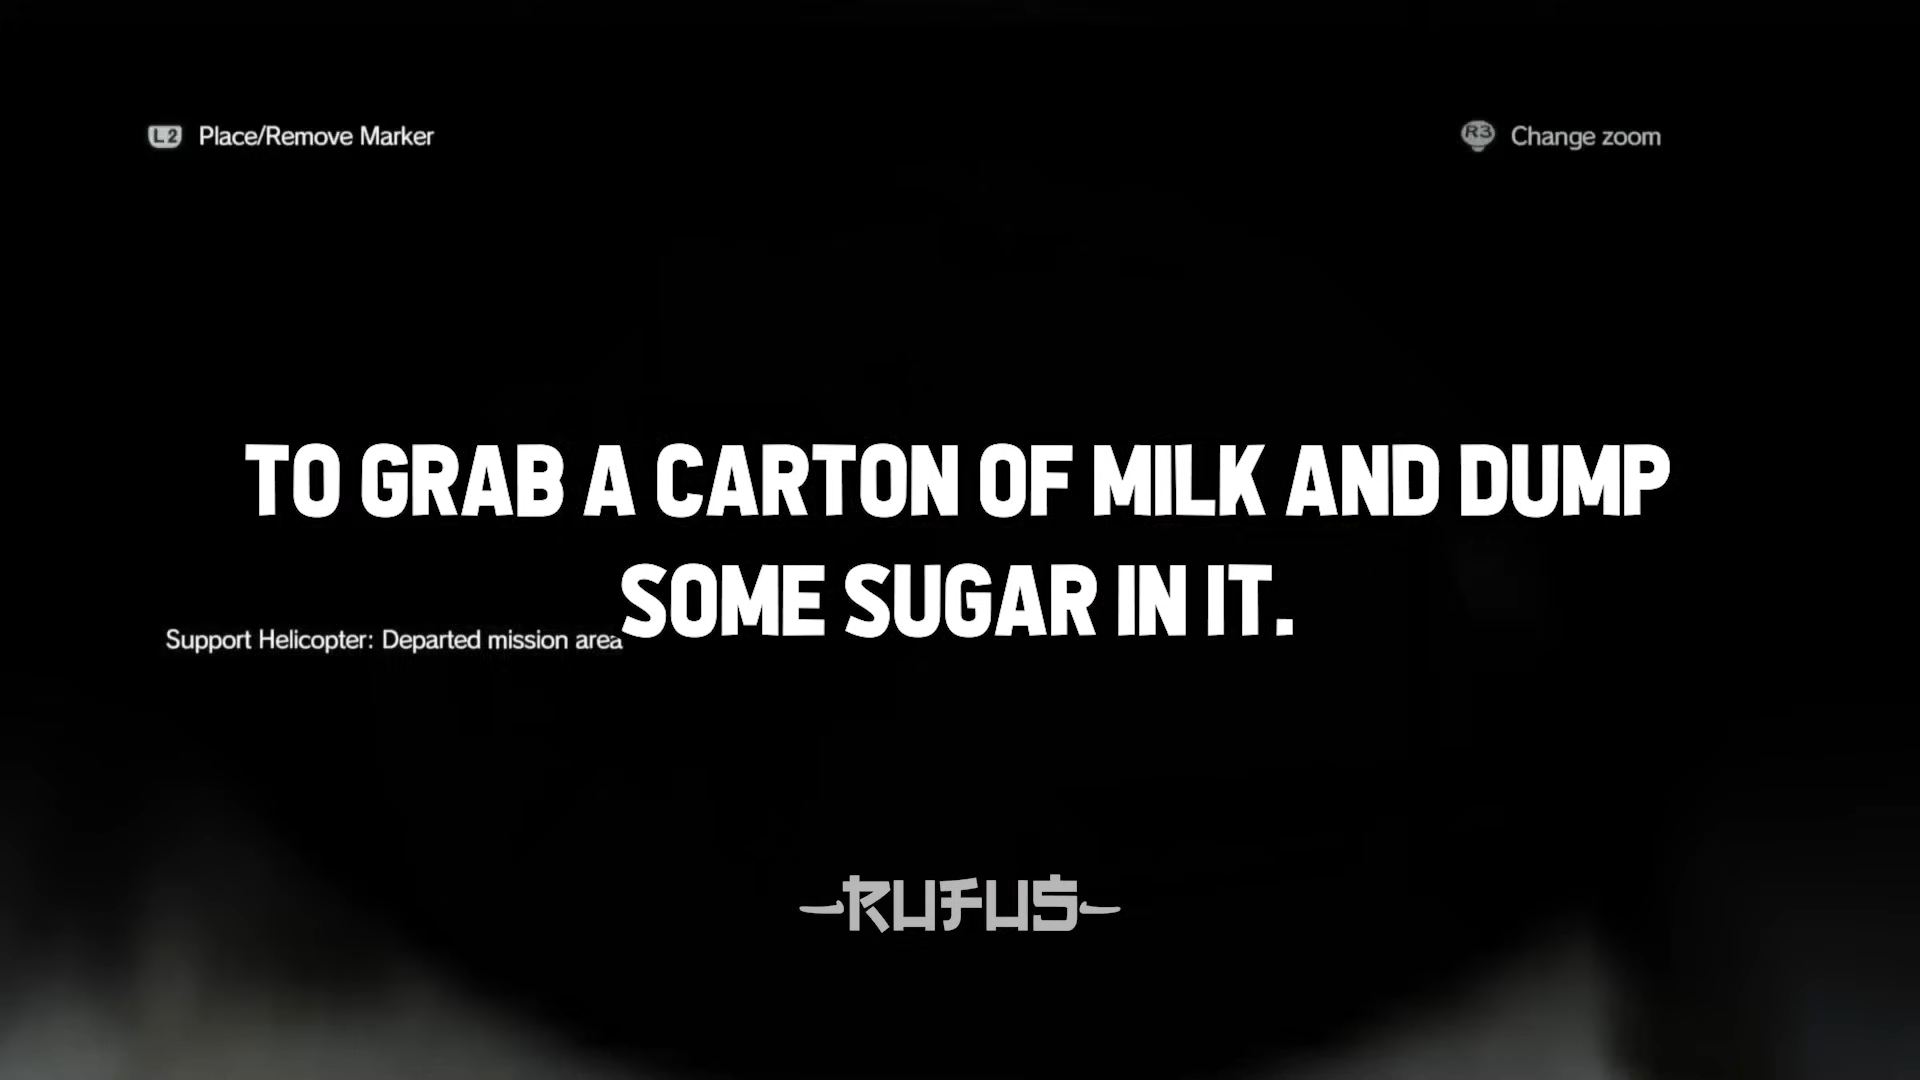 L2 Place/Remove Marker
R3 Change zoom
TO GRAB A CARTON OF MILK AND DUMP
SOME SUGAR IN IT.
Support Helicopter: Departed mission area
RUFUS